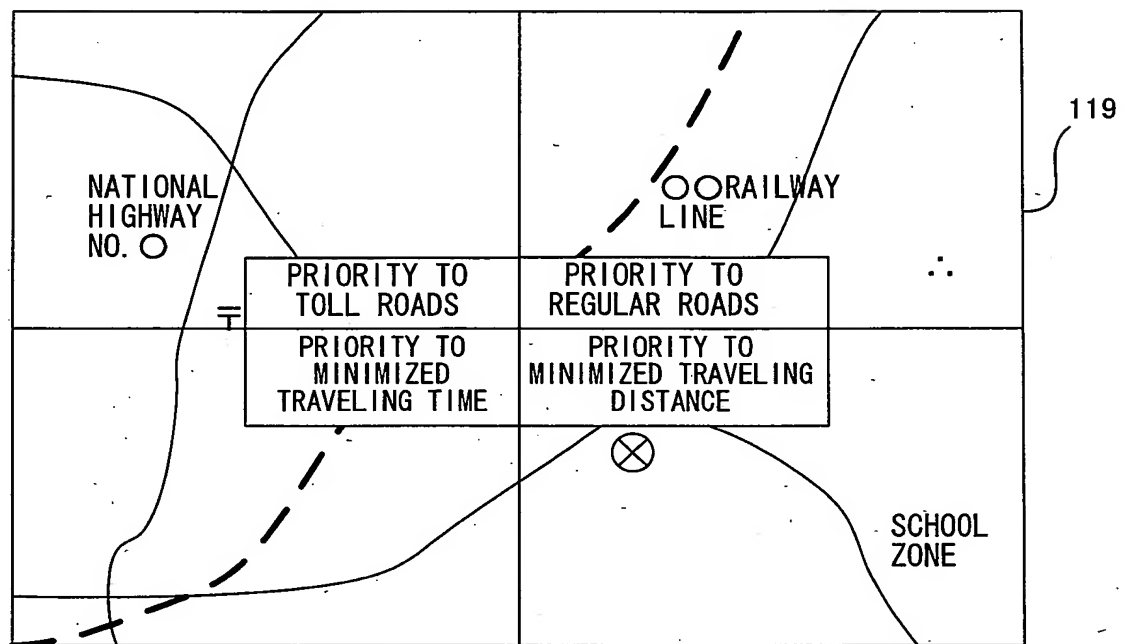 119
NATIONAL
HIGHWAY
NO. ○
○○RAILWAY
LINE
PRIORITY TO
TOLL ROADS
PRIORITY TO
REGULAR ROADS
〒
PRIORITY TO
MINIMIZED
TRAVELING TIME
PRIORITY TO
MINIMIZED TRAVELING
DISTANCE
SCHOOL
ZONE